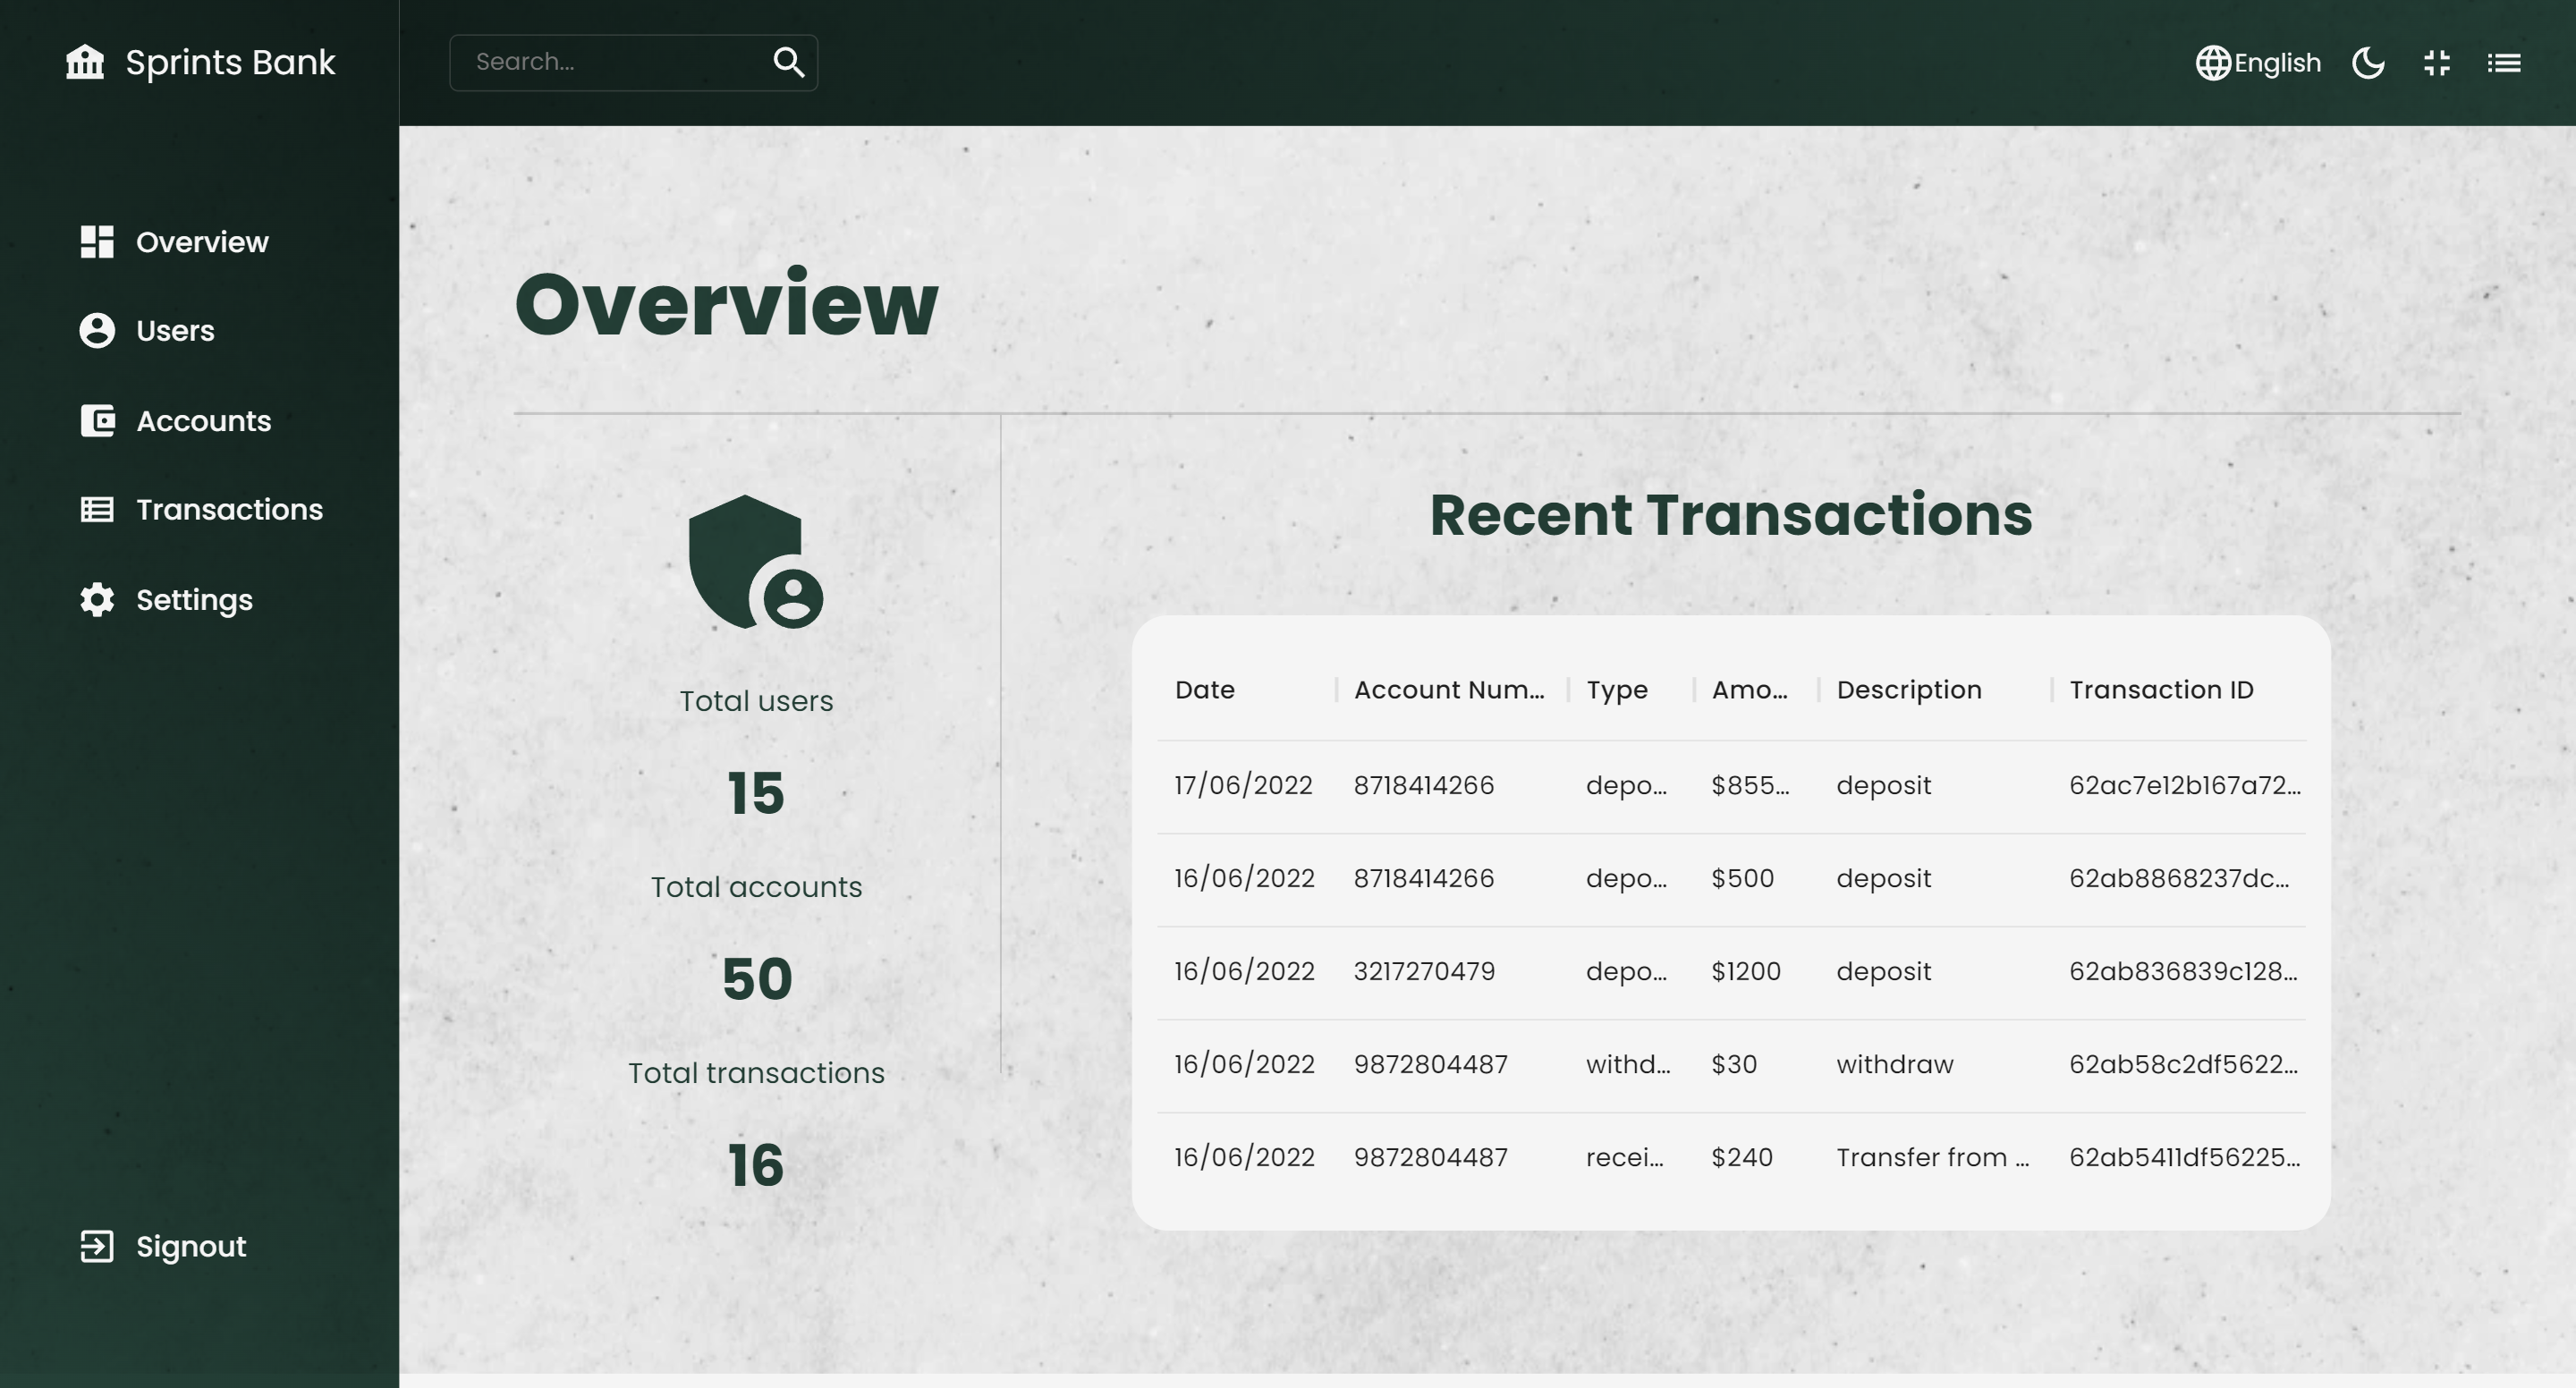 Sprints Bank
Search...
English
Overview
Users
Accounts
Transactions
Settings
Signout
Overview
Total users
15
Total accounts
50
Total transactions
16
Recent Transactions
Date Account Num... Type Amo... Description Transaction ID
17/06/2022 8718414266 depo... $855... deposit 62ac7e12b167a72...
16/06/2022 8718414266 depo... $500 deposit 62ab8868237dc...
16/06/2022 3217270479 depo... $1200 deposit 62ab836839c128...
16/06/2022 9872804487 withd... $30 withdraw 62ab58c2df5622...
16/06/2022 9872804487 recei... $240 Transfer from ... 62ab5411df56225...